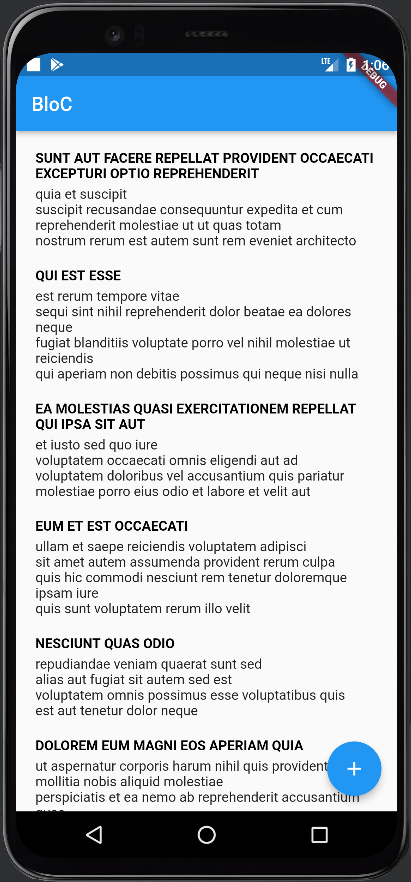 LTE 1:06
DEBUG
BloC
SUNT AUT FACERE REPELLAT PROVIDENT OCCAECATI
EXCEPTURI OPTIO REPREHENDERIT
quia et suscipit
suscipit recusandae consequuntur expedita et cum
reprehenderit molestiae ut ut quas totam
nostrum rerum est autem sunt rem eveniet architecto
QUI EST ESSE
est rerum tempore vitae
sequi sint nihil reprehenderit dolor beatae ea dolores
neque
fugiat blanditiis voluptate porro vel nihil molestiae ut
reiciendis
qui aperiam non debitis possimus qui neque nisi nulla
EA MOLESTIAS QUASI EXERCITATIONEM REPELLAT
QUI IPSA SIT AUT
et iusto sed quo iure
voluptatem occaecati omnis eligendi aut ad
voluptatem doloribus vel accusantium quis pariatur
molestiae porro eius odio et labore et velit aut
EUM ET EST OCCAECATI
ullam et saepe reiciendis voluptatem adipisci
sit amet autem assumenda provident rerum culpa
quis hic commodi nesciunt rem tenetur doloremque
ipsam iure
quis sunt voluptatem rerum illo velit
NESCIUNT QUAS ODIO
repudiandae veniam quaerat sunt sed
alias aut fugiat sit autem sed est
voluptatem omnis possimus esse voluptatibus quis
est aut tenetur dolor neque
DOLOREM EUM MAGNI EOS APERIAM QUIA
ut aspernatur corporis harum nihil quis provident
mollitia nobis aliquid molestiae
perspiciatis et ea nemo ab reprehenderit accusantium